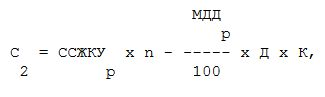 МДД
р
С = ССЖКУ x n - ----- x Д x К,
2 р 100